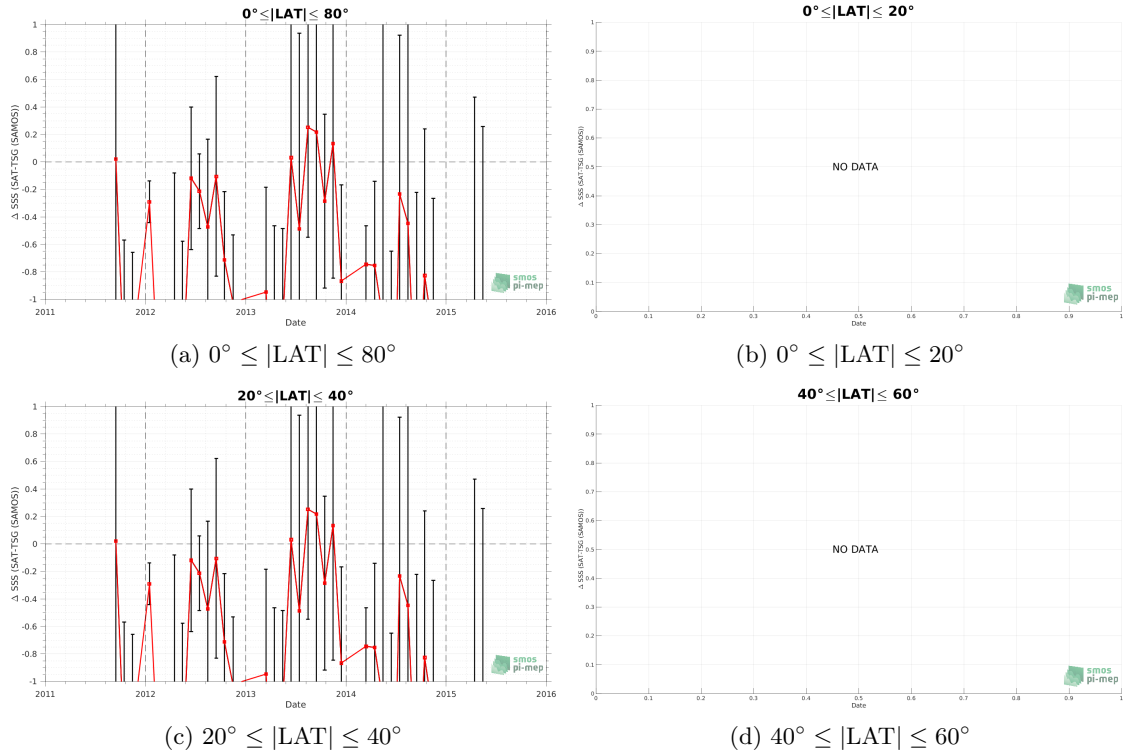 0°≤|LAT|≤ 80°
Δ SSS (SAT-TSG (SAMOS))
1
0.8
0.6
0.4
0.2
0
-0.2
-0.4
-0.6
-0.8
-1
2011 2012 2013 2014 2015 2016
Date
smos
pi-mep
(a) 0° ≤ |LAT| ≤ 80°
0°≤|LAT|≤ 20°
Δ SSS (SAT-TSG (SAMOS))
1
0.9
0.8
0.7
0.6
0.5
0.4
0.3
0.2
0.1
0
NO DATA
0 0.1 0.2 0.3 0.4 0.5 0.6 0.7 0.8 0.9 1
Date
smos
pi-mep
(b) 0° ≤ |LAT| ≤ 20°
20°≤|LAT|≤ 40°
Δ SSS (SAT-TSG (SAMOS))
1
0.8
0.6
0.4
0.2
0
-0.2
-0.4
-0.6
-0.8
-1
2011 2012 2013 2014 2015 2016
Date
smos
pi-mep
(c) 20° ≤ |LAT| ≤ 40°
40°≤|LAT|≤ 60°
Δ SSS (SAT-TSG (SAMOS))
1
0.9
0.8
0.7
0.6
0.5
0.4
0.3
0.2
0.1
0
NO DATA
0 0.1 0.2 0.3 0.4 0.5 0.6 0.7 0.8 0.9 1
Date
smos
pi-mep
(d) 40° ≤ |LAT| ≤ 60°